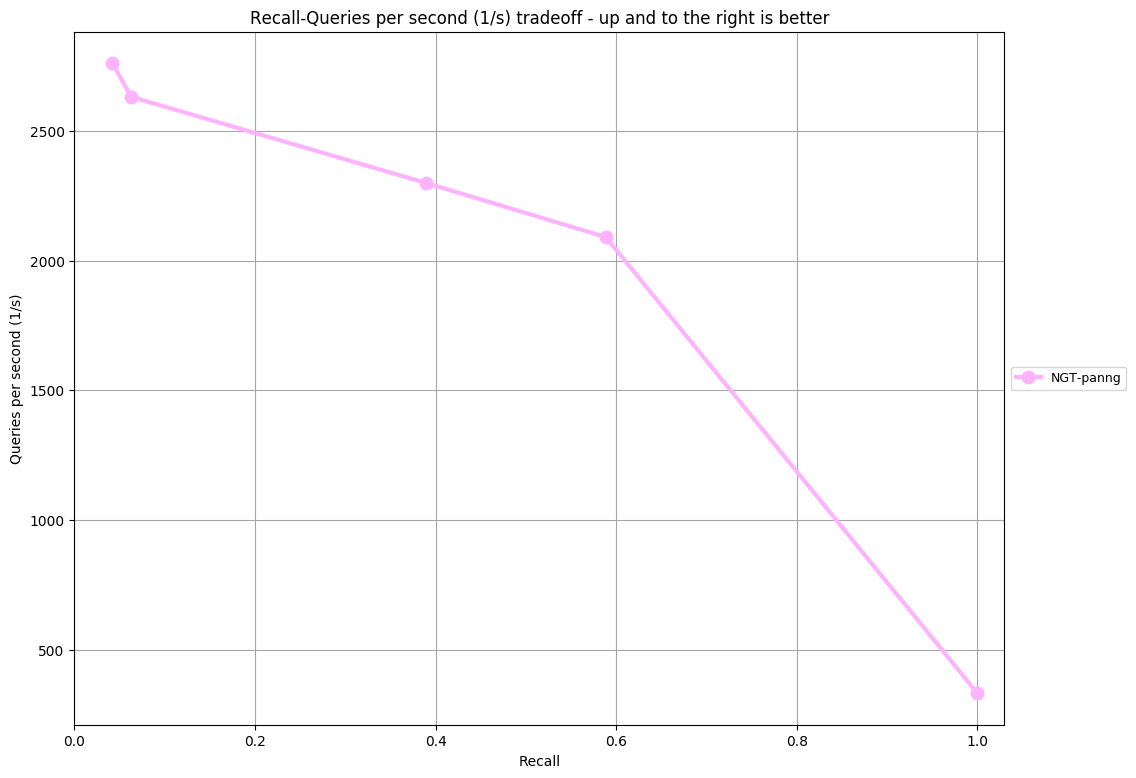 Recall-Queries per second (1/s) tradeoff - up and to the right is better
Queries per second (1/s)
2500
2000
1500
1000
500
0.0 0.2 0.4 0.6 0.8 1.0
Recall
NGT-panng